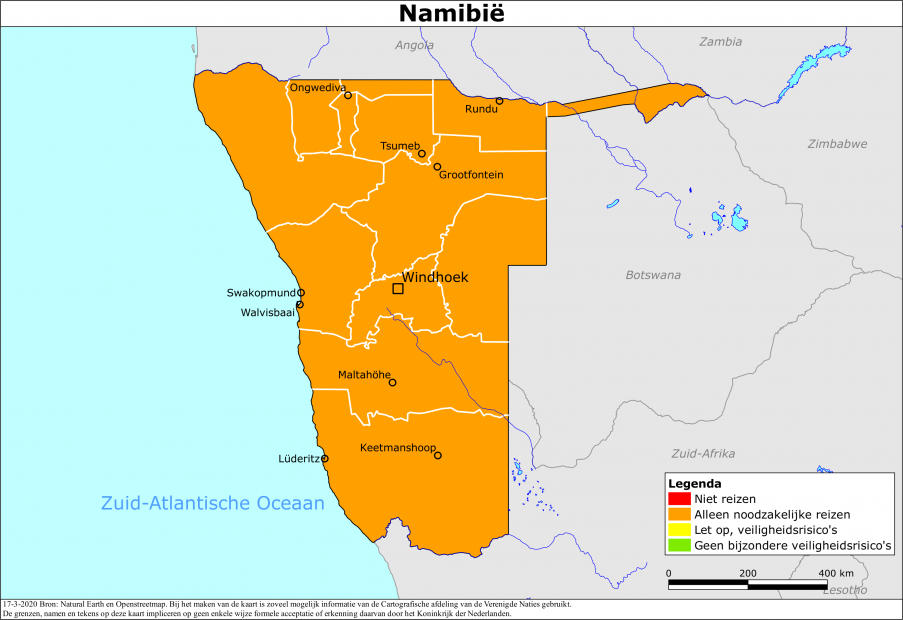 Namibië
Angola
Zambia
Ongwediva
Rundu
Tsumeb
Zimbabwe
Grootfontein
Botswana
Windhoek
Swakopmund
Walvisbaai
Maltahöhe
Keetmanshoop
Lüderitz
Zuid-Afrika
Zuid-Atlantische Oceaan
Legenda
Niet reizen
Alleen noodzakelijke reizen
Let op, veiligheidsrisico's
Geen bijzondere veiligheidsrisico's
0 200 400 km
Lesotho
17-3-2020 Bron: Natural Earth en Openstreetmap. Bij het maken van de kaart is zoveel mogelijk informatie van de Cartografische afdeling van de Verenigde Naties gebruikt.
De grenzen, namen en tekens op deze kaart impliceren op geen enkele wijze formele acceptatie of erkenning daarvan door het Koninkrijk der Nederlanden.